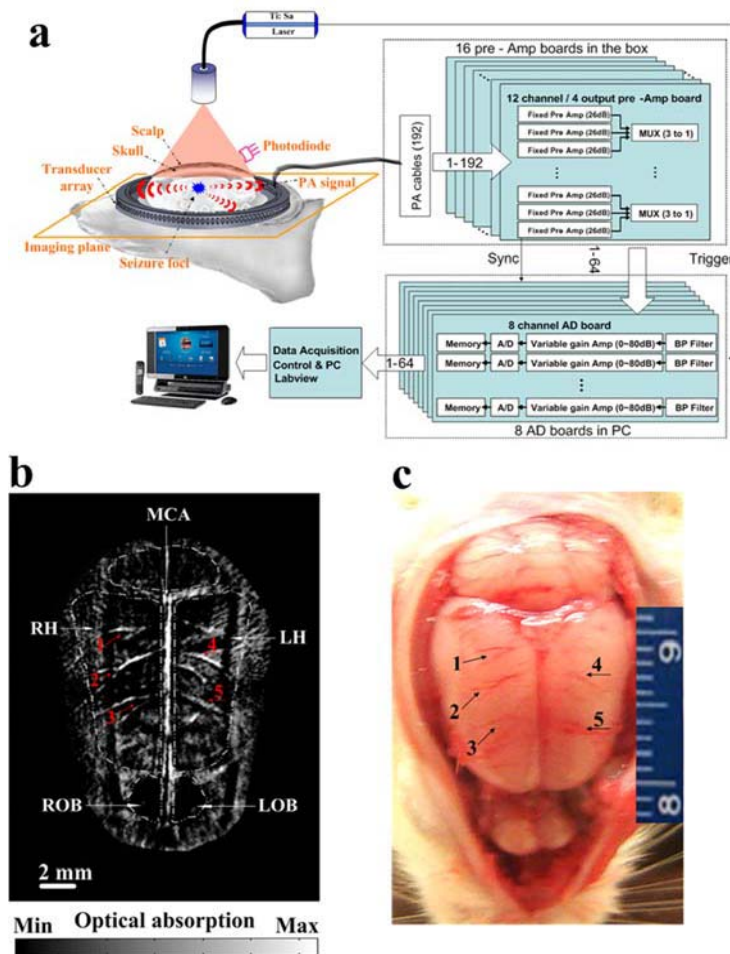 a
Ti: Sa
Laser
Scalp
Skull
Transducer
array
Photodiode
PA signal
Imaging plane
Seizure foci
16 pre - Amp boards in the box
12 channel / 4 output pre -Amp board
PA cables (192)
1-192
Fixed Pre Amp (26dB)
Fixed Pre Amp (26dB)
Fixed Pre Amp (26dB)
MUX (3 to 1)
Fixed Pre Amp (26dB)
Fixed Pre Amp (26dB)
Fixed Pre Amp (26dB)
MUX (3 to 1)
Sync
1-64
Trigger
8 channel AD board
Memory A/D Variable gain Amp (0~80dB) BP Filter
Memory A/D Variable gain Amp (0~80dB) BP Filter
Memory A/D Variable gain Amp (0~80dB) BP Filter
8 AD boards in PC
1-64
Data Acquisition
Control & PC
Labview
b
MCA
RH
LH
1
2
3
4
5
ROB
LOB
2 mm
Min Optical absorption Max
c
1
2
3
4
5
9
8